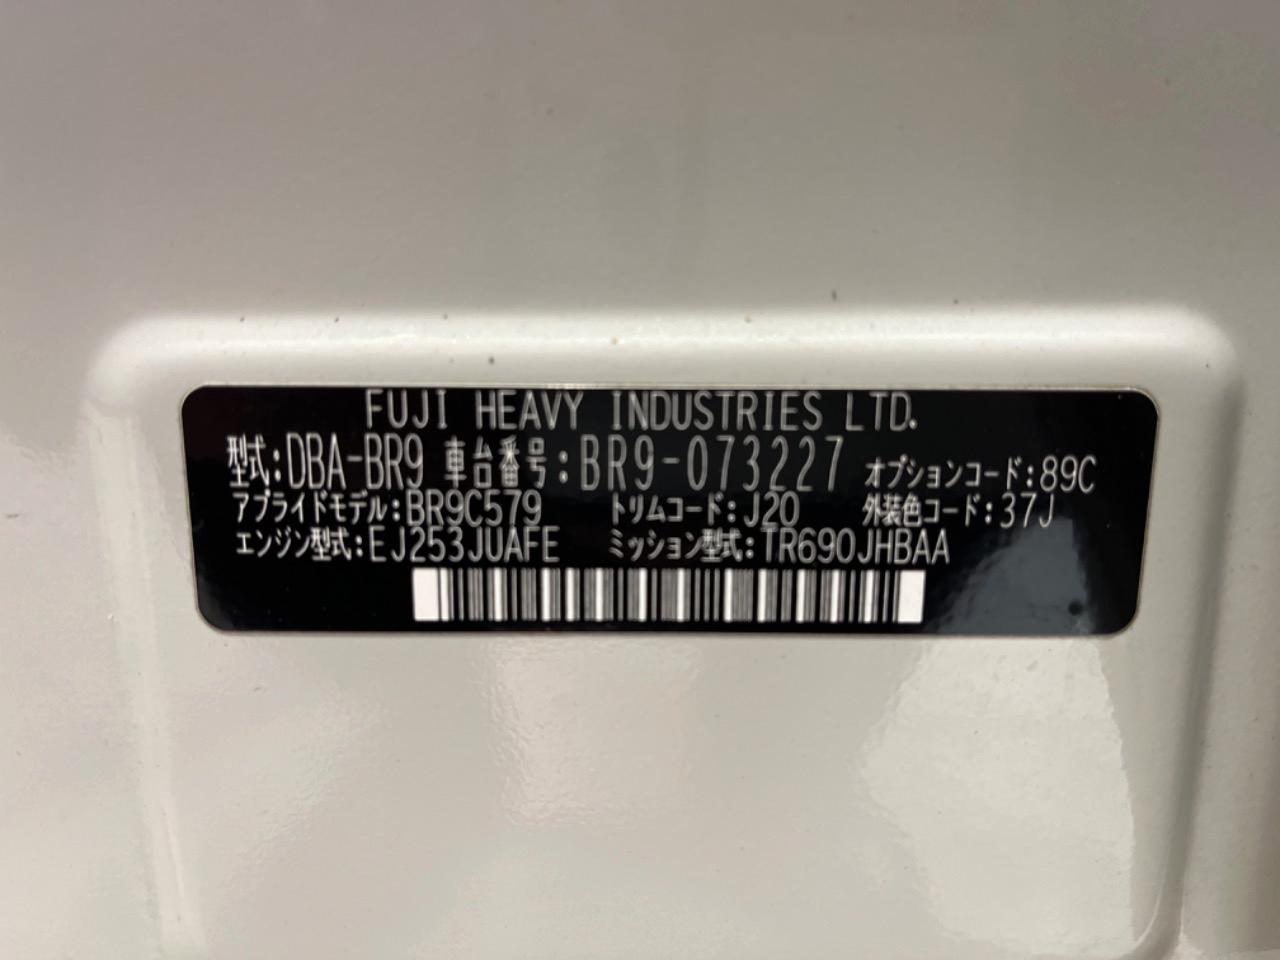 FUJI HEAVY INDUSTRIES LTD.
型式:DBA-BR9 車台番号:BR9-073227 オプションコード:89C
アプライドモデル:BR9C579 トリムコード:J20 外装色コード:37J
エンジン型式:EJ253JUAFE ミッション型式:TR690JHBAA